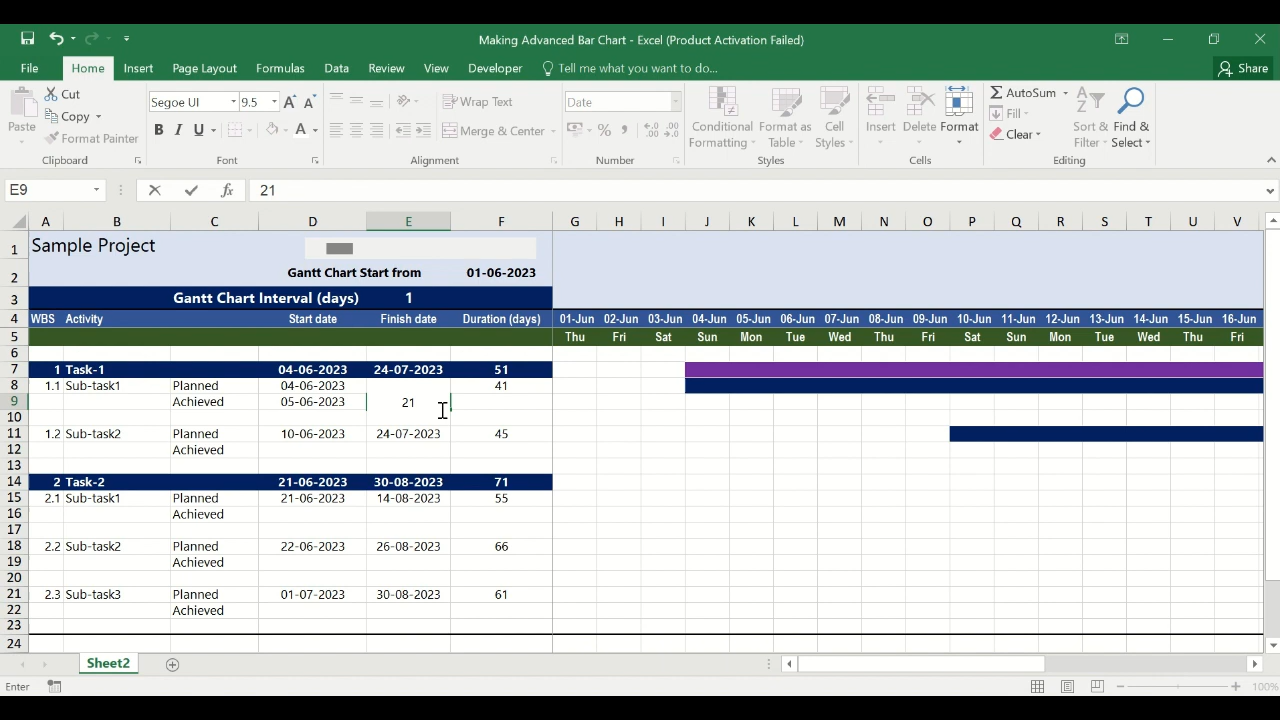 Making Advanced Bar Chart - Excel (Product Activation Failed)
File Home Insert Page Layout Formulas Data Review View Developer Tell me what you want to do... Share
Paste Cut Copy Format Painter Clipboard
Segoe UI 9.5 A A B I U A Font
Wrap Text Merge & Center Alignment
Date % , Number
Conditional Formatting Format as Table Cell Styles Styles
Insert Delete Format Cells
AutoSum Fill Clear Sort & Filter Find & Select Editing
E9 fx 21
A B C D E F G H I J K L M N O P Q R S T U V
1 Sample Project
2 Gantt Chart Start from 01-06-2023
3 Gantt Chart Interval (days) 1
4 WBS Activity Start date Finish date Duration (days) 01-Jun 02-Jun 03-Jun 04-Jun 05-Jun 06-Jun 07-Jun 08-Jun 09-Jun 10-Jun 11-Jun 12-Jun 13-Jun 14-Jun 15-Jun 16-Jun
5 Thu Fri Sat Sun Mon Tue Wed Thu Fri Sat Sun Mon Tue Wed Thu Fri
6
7 1 Task-1 04-06-2023 24-07-2023 51
8 1.1 Sub-task1 Planned 04-06-2023 41
9 Achieved 05-06-2023 21
10
11 1.2 Sub-task2 Planned 10-06-2023 24-07-2023 45
12 Achieved
13
14 2 Task-2 21-06-2023 30-08-2023 71
15 2.1 Sub-task1 Planned 21-06-2023 14-08-2023 55
16 Achieved
17
18 2.2 Sub-task2 Planned 22-06-2023 26-08-2023 66
19 Achieved
20
21 2.3 Sub-task3 Planned 01-07-2023 30-08-2023 61
22 Achieved
23
24
Sheet2
Enter 100%